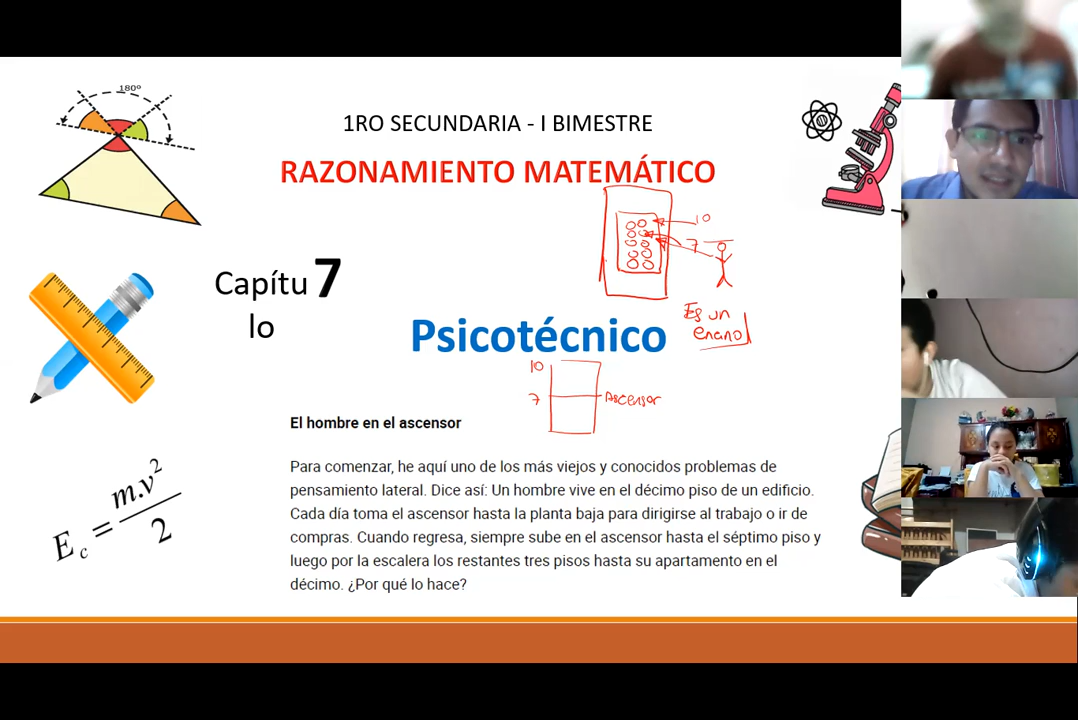 180º
1RO SECUNDARIA - I BIMESTRE
RAZONAMIENTO MATEMÁTICO
10
7
Capítu 7
lo
Es un
enano
Psicotécnico
10
7 Ascensor
El hombre en el ascensor
Para comenzar, he aquí uno de los más viejos y conocidos problemas de
pensamiento lateral. Dice así: Un hombre vive en el décimo piso de un edificio.
Cada día toma el ascensor hasta la planta baja para dirigirse al trabajo o ir de
compras. Cuando regresa, siempre sube en el ascensor hasta el séptimo piso y
luego por la escalera los restantes tres pisos hasta su apartamento en el
décimo. ¿Por qué lo hace?
E_c = m.v² / 2